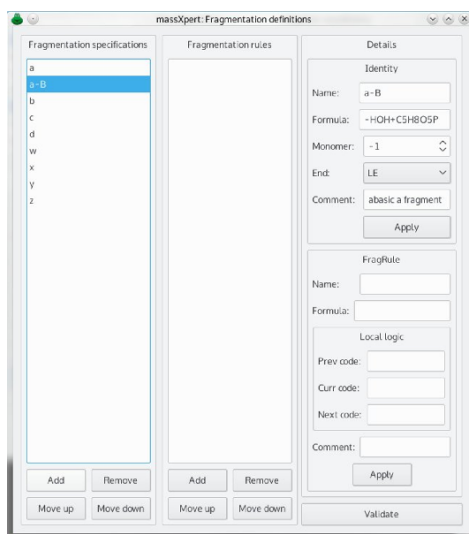 massXpert: Fragmentation definitions
Fragmentation specifications
a
a-B
b
c
d
w
x
y
z
Add Remove
Move up Move down
Fragmentation rules
Add Remove
Move up Move down
Details
Identity
Name: a-B
Formula: -HOH+C5H8O5P
Monomer: -1
End: LE
Comment: abasic a fragment
Apply
FragRule
Name:
Formula:
Local logic
Prev code:
Curr code:
Next code:
Comment:
Apply
Validate